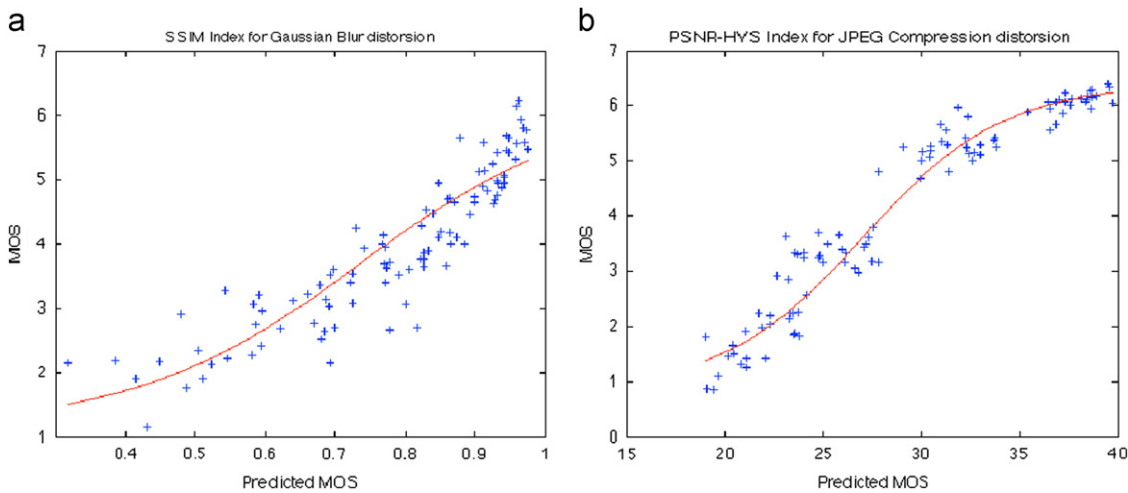 a
SSIM Index for Gaussian Blur distorsion
7
6
5
4
3
2
1
MOS
0.4 0.5 0.6 0.7 0.8 0.9 1
Predicted MOS
b
PSNR-HYS Index for JPEG Compression distorsion
7
6
5
4
3
2
1
0
MOS
15 20 25 30 35 40
Predicted MOS